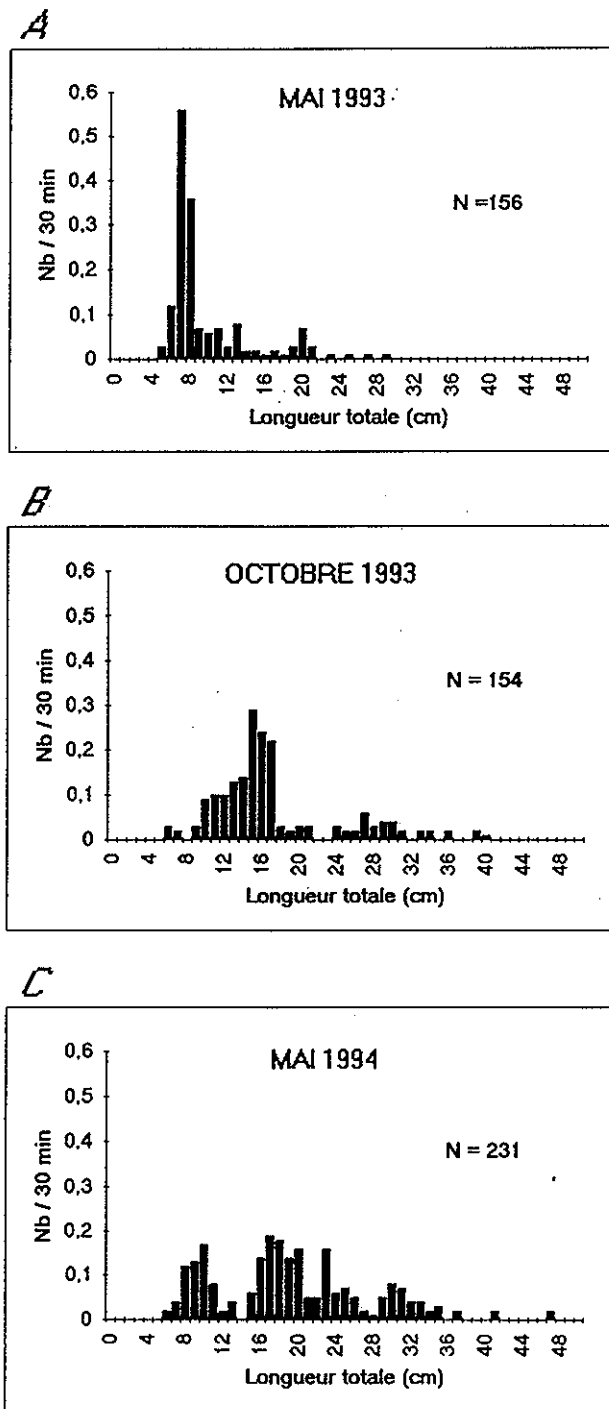 A
MAI 1993
N =156
Nb / 30 min
0,6
0,5
0,4
0,3
0,2
0,1
0
0 4 8 12 16 20 24 28 32 36 40 44 48
Longueur totale (cm)
B
OCTOBRE 1993
N = 154
Nb / 30 min
0,6
0,5
0,4
0,3
0,2
0,1
0
0 4 8 12 16 20 24 28 32 36 40 44 48
Longueur totale (cm)
C
MAI 1994
N = 231
Nb / 30 min
0,6
0,5
0,4
0,3
0,2
0,1
0
0 4 8 12 16 20 24 28 32 36 40 44 48
Longueur totale (cm)